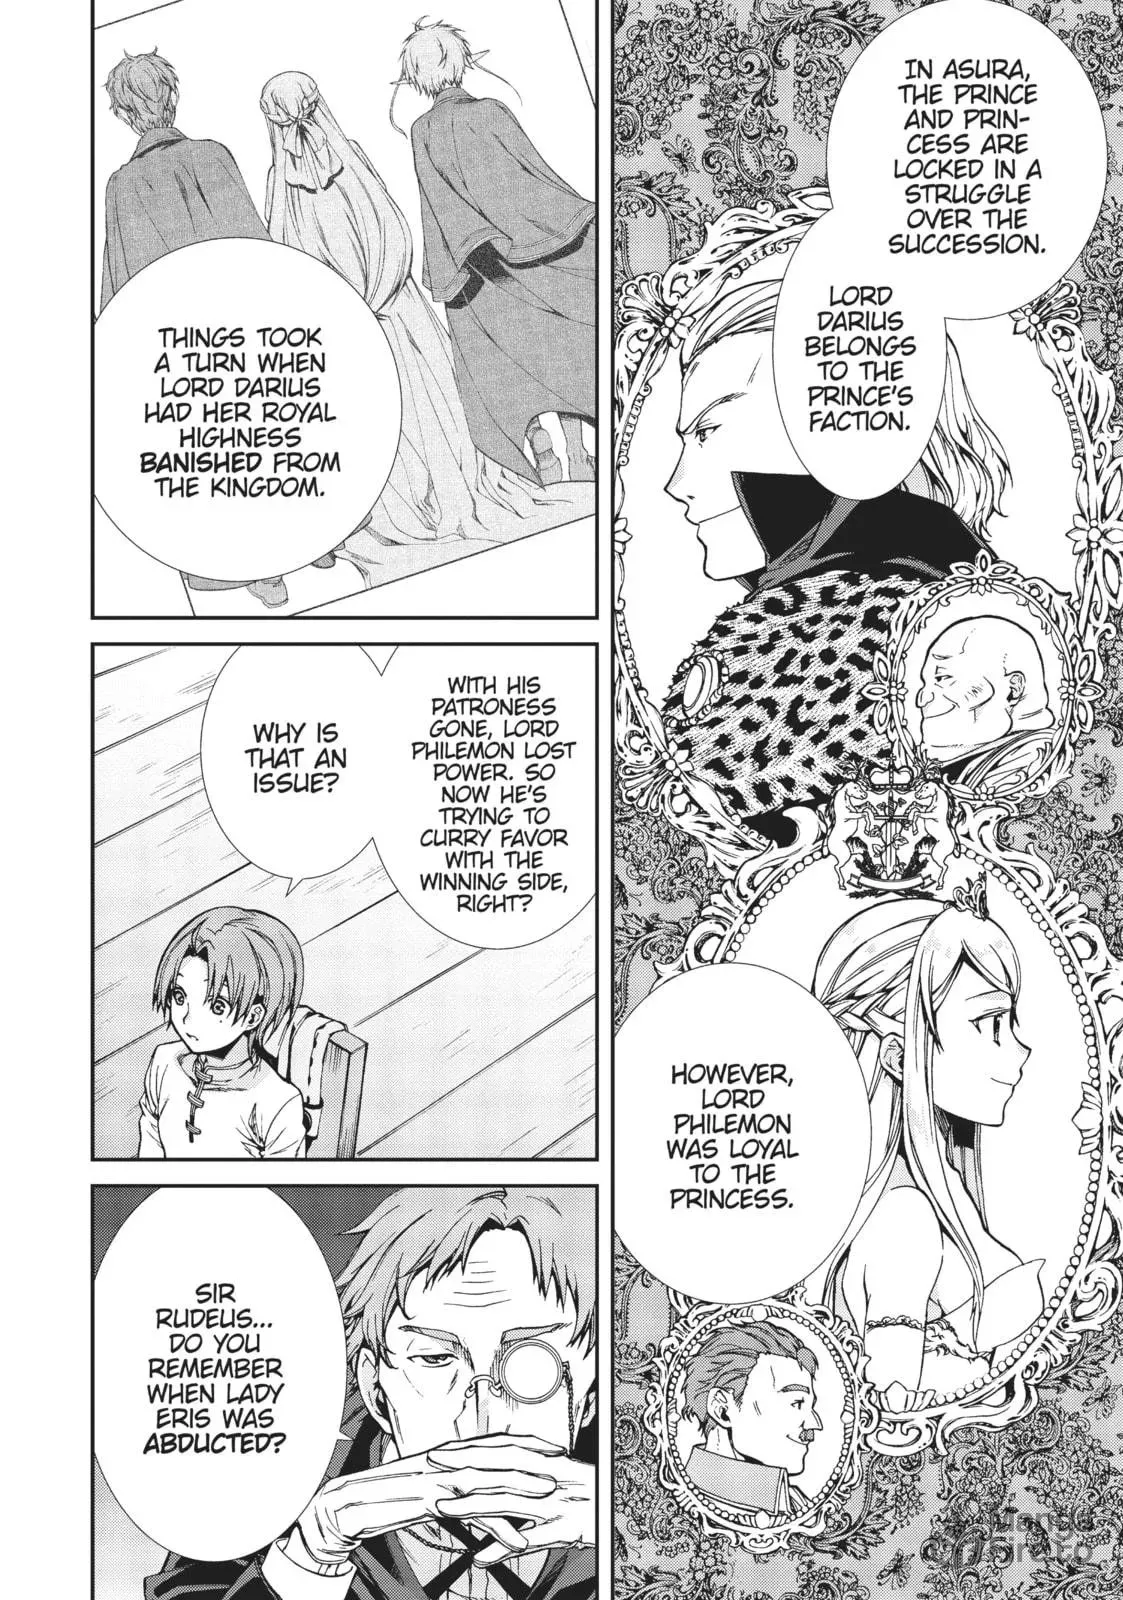 IN ASURA,
THE PRINCE
AND PRIN-
CESS ARE
LOCKED IN A
STRUGGLE
OVER THE
SUCCESSION.
LORD
DARIUS
BELONGS
TO THE
PRINCE'S
FACTION.
HOWEVER,
LORD
PHILEMON
WAS LOYAL
TO THE
PRINCESS.
THINGS TOOK
A TURN WHEN
LORD DARIUS
HAD HER ROYAL
HIGHNESS
BANISHED FROM
THE KINGDOM.
WITH HIS
PATRONESS
GONE, LORD
PHILEMON LOST
POWER. SO
NOW HE'S
TRYING TO
CURRY FAVOR
WITH THE
WINNING SIDE,
RIGHT?
WHY IS
THAT AN
ISSUE?
SIR
RUDEUS...
DO YOU
REMEMBER
WHEN LADY
ERIS WAS
ABDUCTED?
Manga
Fire.to